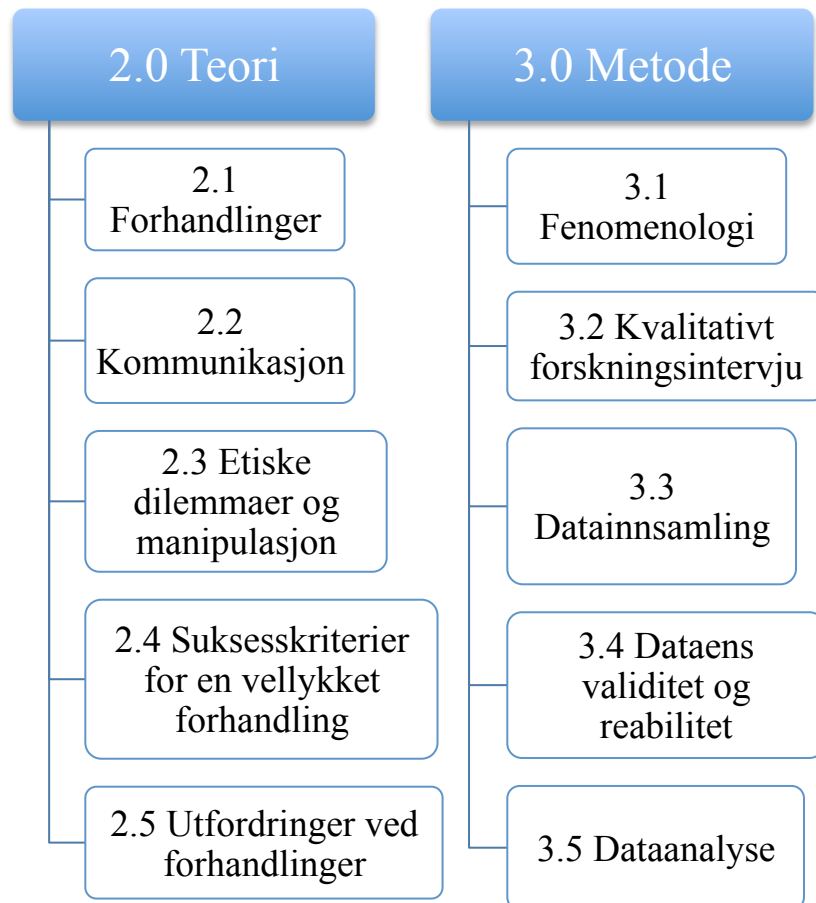 2.0 Teori
2.1
Forhandlinger
2.2
Kommunikasjon
2.3 Etiske
dilemmaer og
manipulasjon
2.4 Suksesskriterier
for en vellykket
forhandling
2.5 Utfordringer ved
forhandlinger
3.0 Metode
3.1
Fenomenologi
3.2 Kvalitativt
forskningsintervju
3.3
Datainnsamling
3.4 Dataens
validitet og
reabilitet
3.5 Dataanalyse